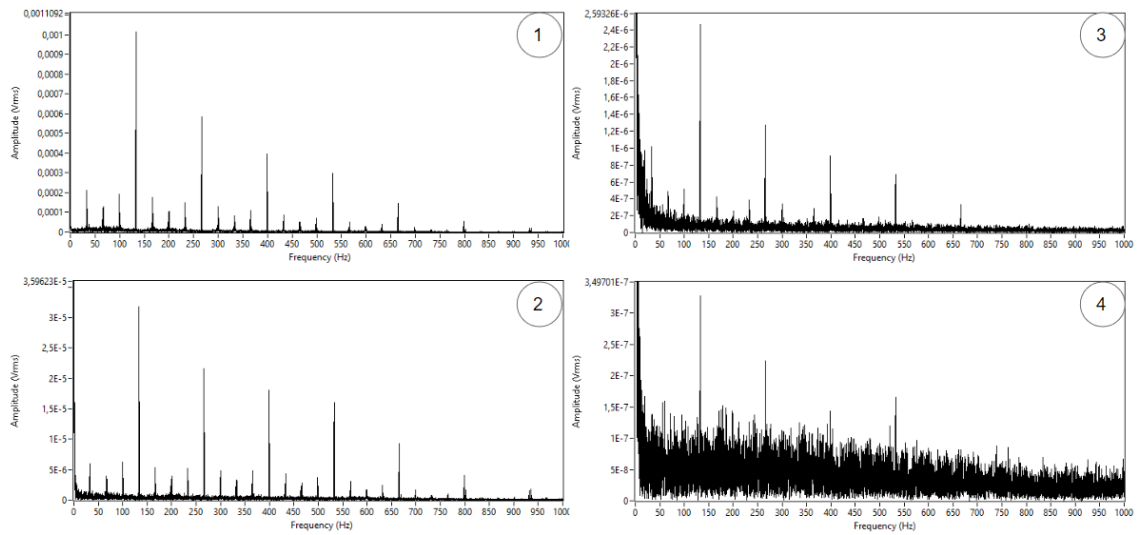 0,0011092
0,001
0,0009
0,0008
0,0007
0,0006
0,0005
0,0004
0,0003
0,0002
0,0001
0
Amplitude (Vrms)
0 50 100 150 200 250 300 350 400 450 500 550 600 650 700 750 800 850 900 950 1000
Frequency (Hz)
1
3,59623E-5
3E-5
2,5E-5
2E-5
1,5E-5
1E-5
5E-6
0
Amplitude (Vrms)
0 50 100 150 200 250 300 350 400 450 500 550 600 650 700 750 800 850 900 950 1000
Frequency (Hz)
2
2,59326E-6
2,4E-6
2,2E-6
2E-6
1,8E-6
1,6E-6
1,4E-6
1,2E-6
1E-6
8E-7
6E-7
4E-7
2E-7
0
Amplitude (Vrms)
0 50 100 150 200 250 300 350 400 450 500 550 600 650 700 750 800 850 900 950 1000
Frequency (Hz)
3
3,49701E-7
3E-7
2,5E-7
2E-7
1,5E-7
1E-7
5E-8
0
Amplitude (Vrms)
0 50 100 150 200 250 300 350 400 450 500 550 600 650 700 750 800 850 900 950 1000
Frequency (Hz)
4